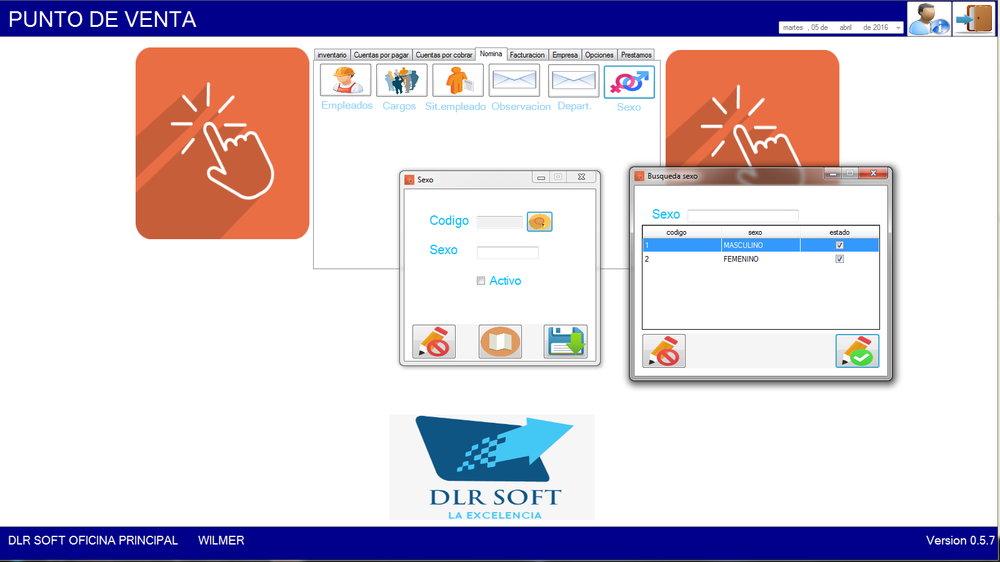 PUNTO DE VENTA
martes , 05 de abril de 2016
inventario Cuentas por pagar Cuentas por cobrar Nomina Facturacion Empresa Opciones Prestamos
Empleados Cargos Sit.empleado Observacion Depart. Sexo
Sexo
Codigo
Sexo
Activo
Busqueda sexo
Sexo
codigo sexo estado
1 MASCULINO
2 FEMENINO
DLR SOFT
LA EXCELENCIA
DLR SOFT OFICINA PRINCIPAL WILMER
Version 0.5.7